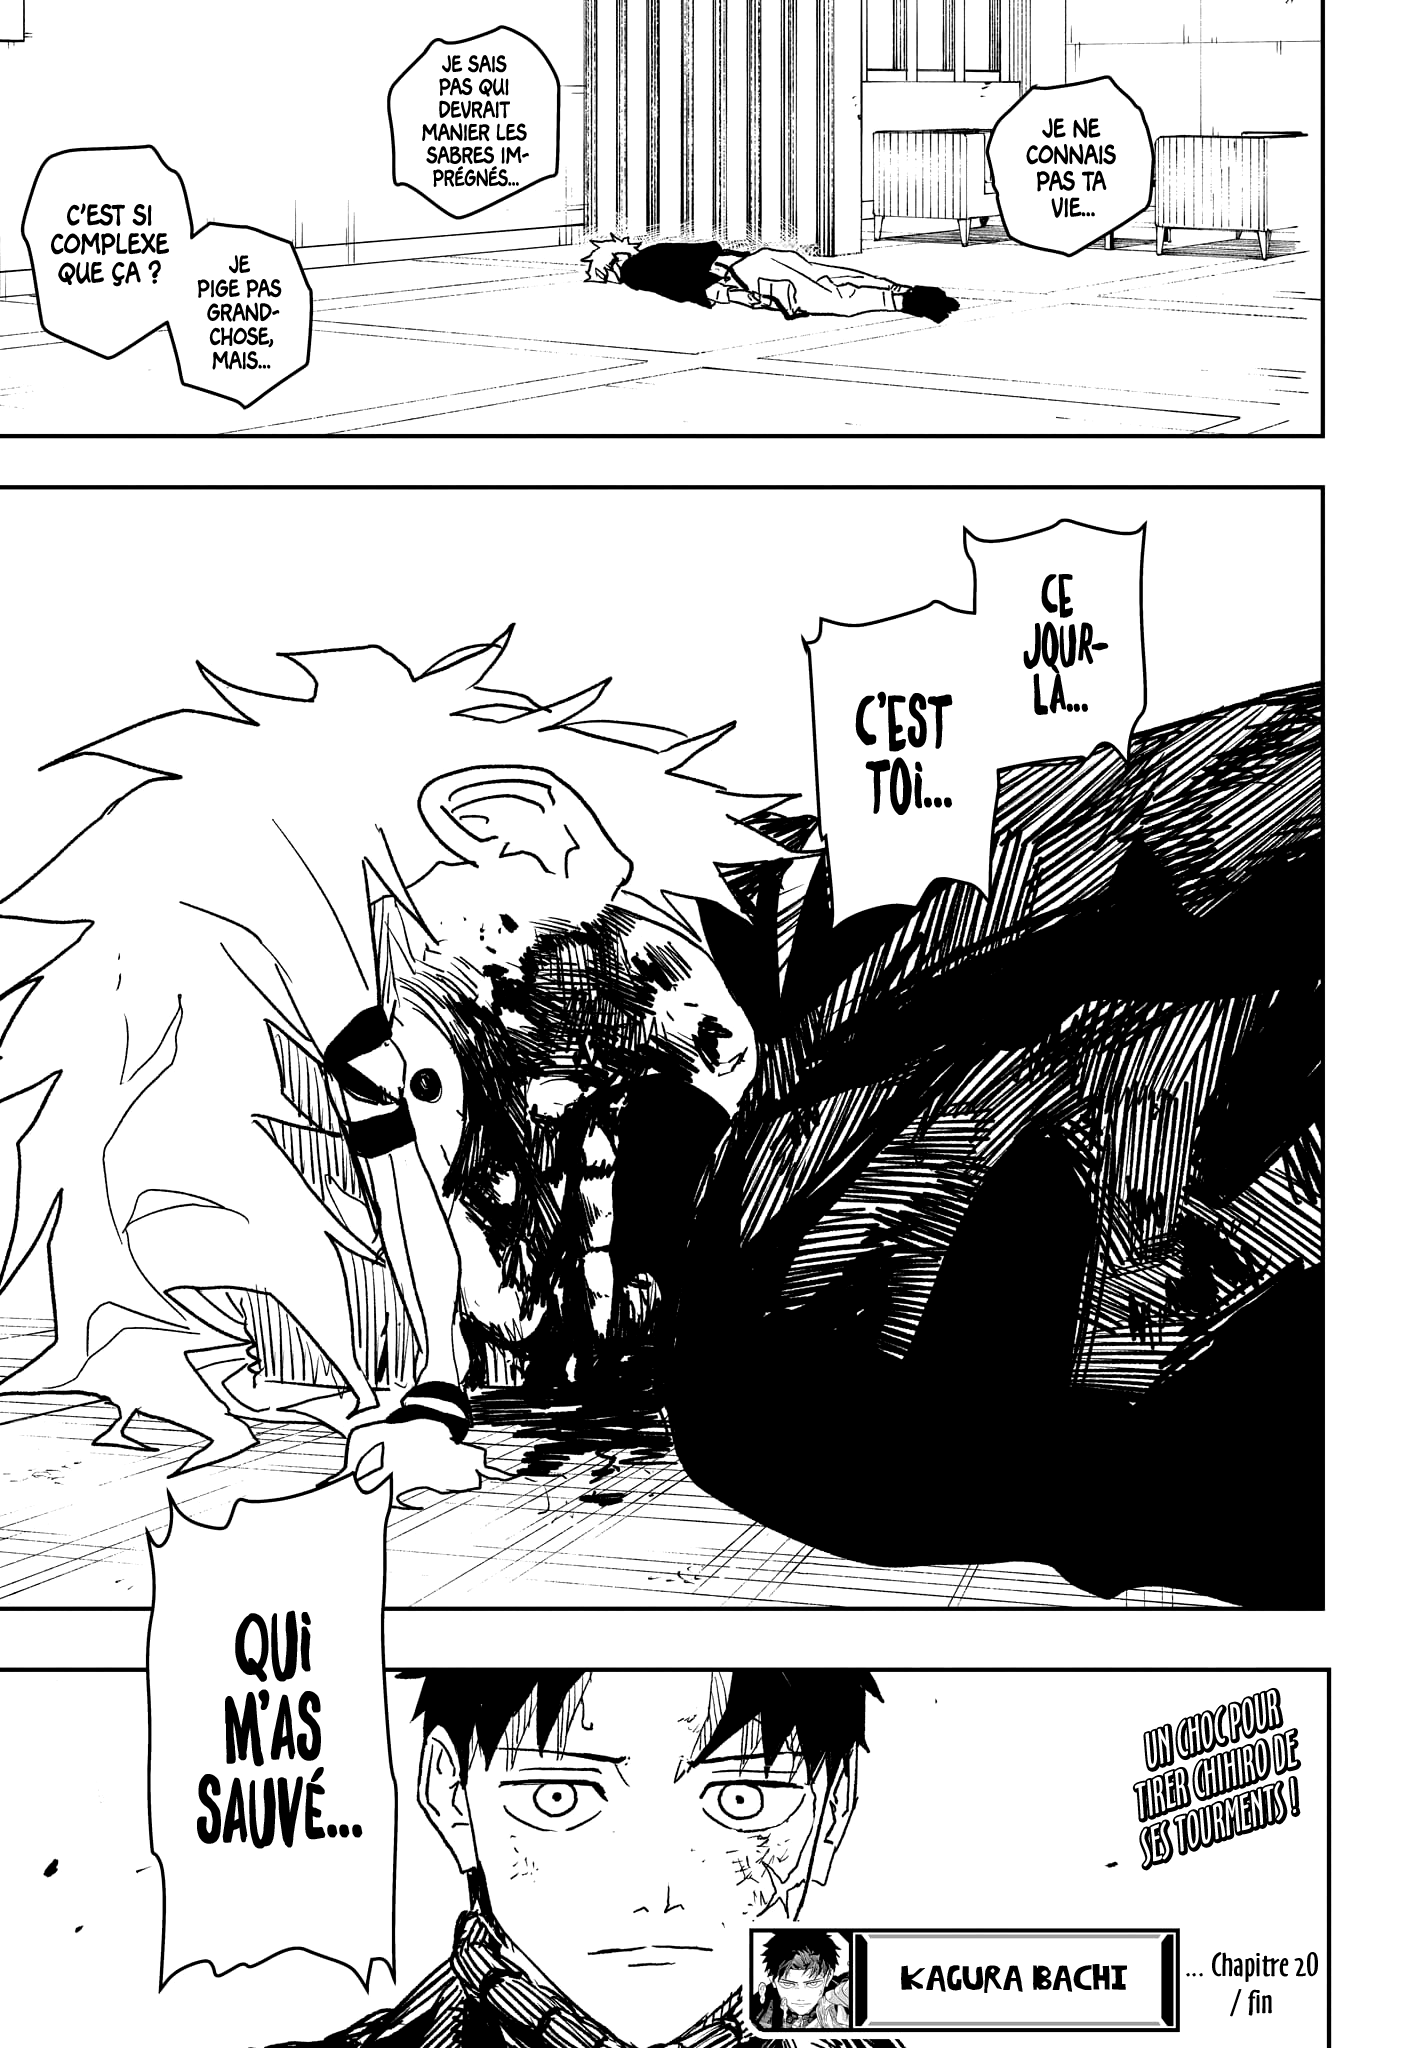 JE NE
CONNAIS
PAS TA
VIE...
JE SAIS
PAS QUI
DEVRAIT
MANIER LES
SABRES IM-
PRÉGNÉS...
JE
PIGE PAS
GRAND-
CHOSE,
MAIS...
C'EST SI
COMPLEXE
QUE ÇA ?
CE
JOUR-
LÀ...
C'EST
TOi...
QUi
M'AS
SAUVÉ...
UN CHOC POUR
TIRER CHIHIRO DE
SES TOURMENTS !
KAGURA BACHI
... Chapitre 20
/ fin